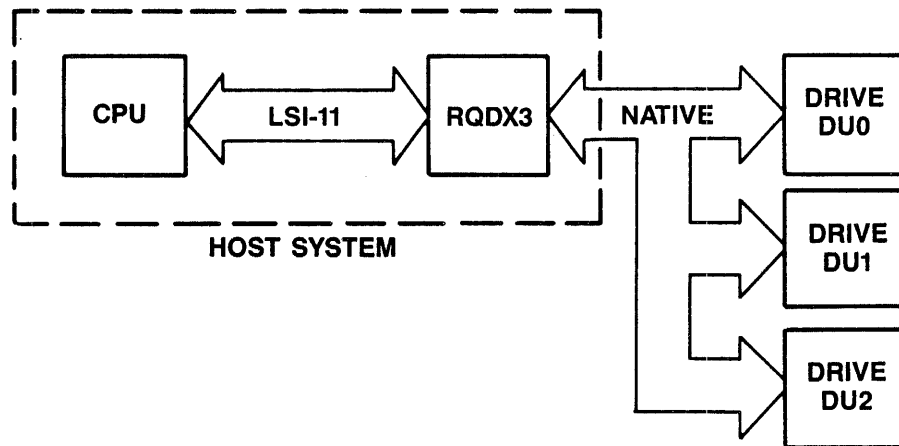 CPU
LSI-11
RQDX3
NATIVE
DRIVE
DU0
DRIVE
DU1
DRIVE
DU2
HOST SYSTEM